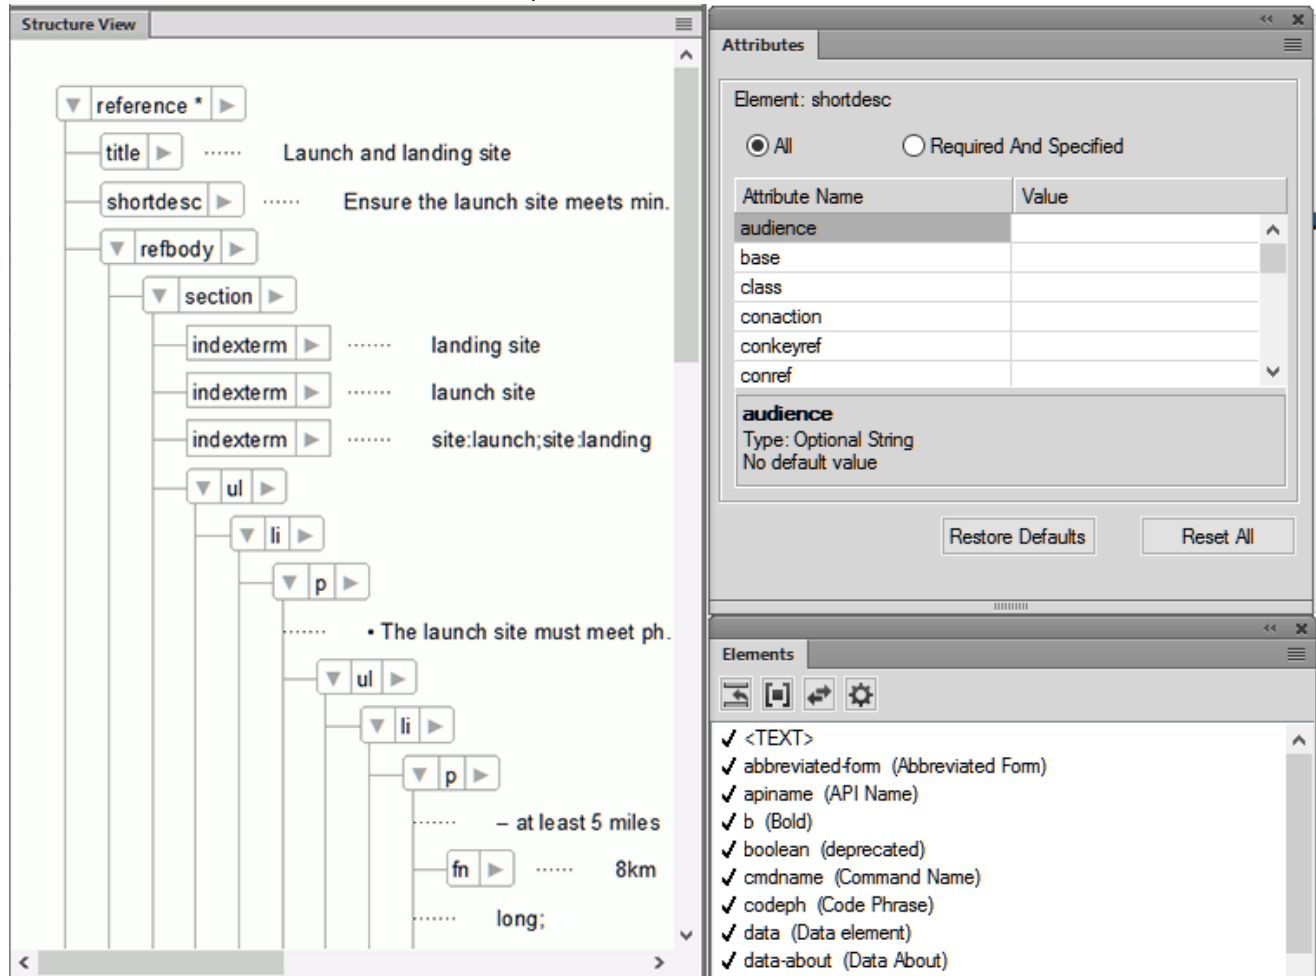 Structure View
reference *
title Launch and landing site
shortdesc Ensure the launch site meets min.
refbody
section
indexterm landing site
indexterm launch site
indexterm site:launch;site:landing
ul
li
p
• The launch site must meet ph.
ul
li
p
– at least 5 miles
fn 8km
long;
Attributes
Element: shortdesc
All Required And Specified
Attribute Name Value
audience
base
class
conaction
conkeyref
conref
audience
Type: Optional String
No default value
Restore Defaults Reset All
Elements
<TEXT>
abbreviated-form (Abbreviated Form)
apiname (API Name)
b (Bold)
boolean (deprecated)
cmdname (Command Name)
codeph (Code Phrase)
data (Data element)
data-about (Data About)